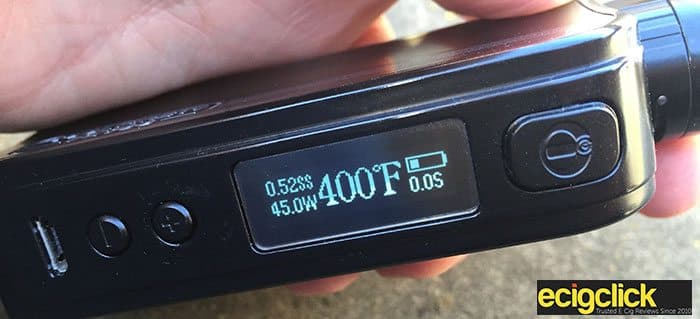 0.52SS
45.0W
400°F
0.0S
ecigclick
Trusted E Cig Reviews Since 2010